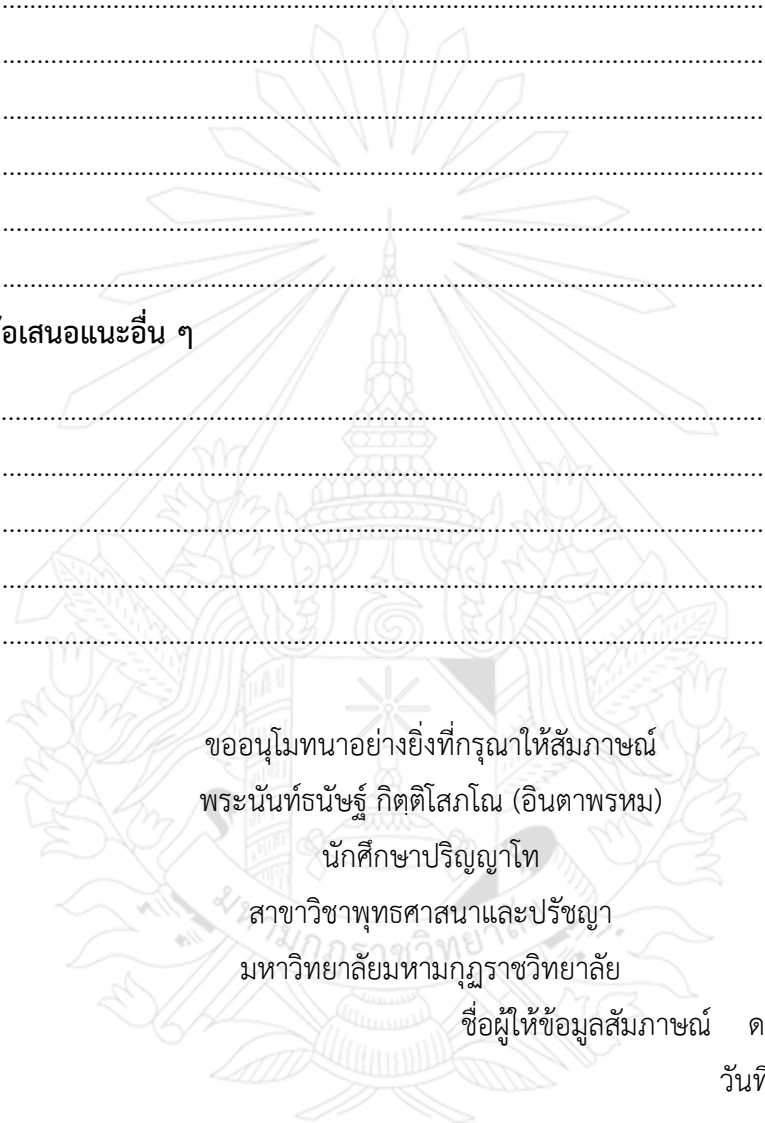 อเสนอแนะอื่น ๆ
ขออนุโมทนาอย่างยิ่งที่กรุณาให้สัมภาษณ์
พระนันท์ธนัษฐ์ กิตฺติโสภโณ (อินตาพรหม)
นักศึกษาปริญญาโท
สาขาวิชาพุทธศาสนาและปรัชญา
มหาวิทยาลัยมหามกุฏราชวิทยาลัย
ชื่อผู้ให้ข้อมูลสัมภาษณ์ ด
วันที